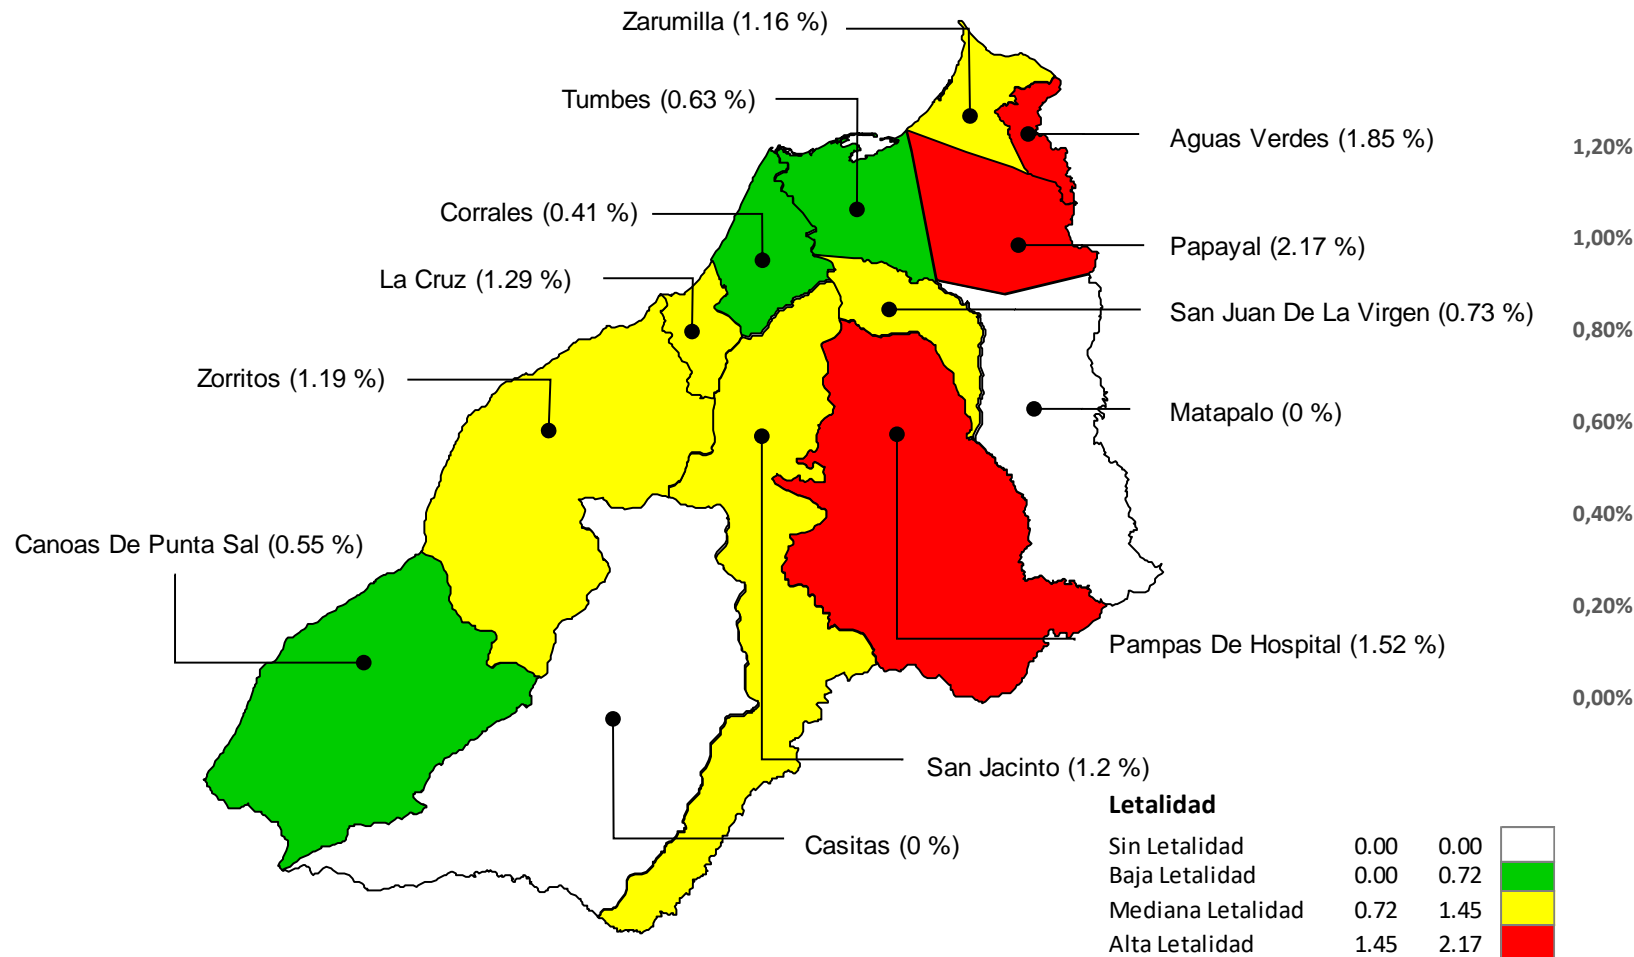 Zarumilla (1.16 %)
Tumbes (0.63 %)
Aguas Verdes (1.85 %)
1,20%
Corrales (0.41 %)
1,00%
Papayal (2.17 %)
La Cruz (1.29 %)
San Juan De La Virgen (0.73 %)
0,80%
Zorritos (1.19 %)
Matapalo (0 %)
0,60%
0,40%
Canoas De Punta Sal (0.55 %)
0,20%
Pampas De Hospital (1.52 %)
0,00%
San Jacinto (1.2 %)
Casitas (0 %)
Letalidad
Sin Letalidad 0.00 0.00
Baja Letalidad 0.00 0.72
Mediana Letalidad 0.72 1.45
Alta Letalidad 1.45 2.17